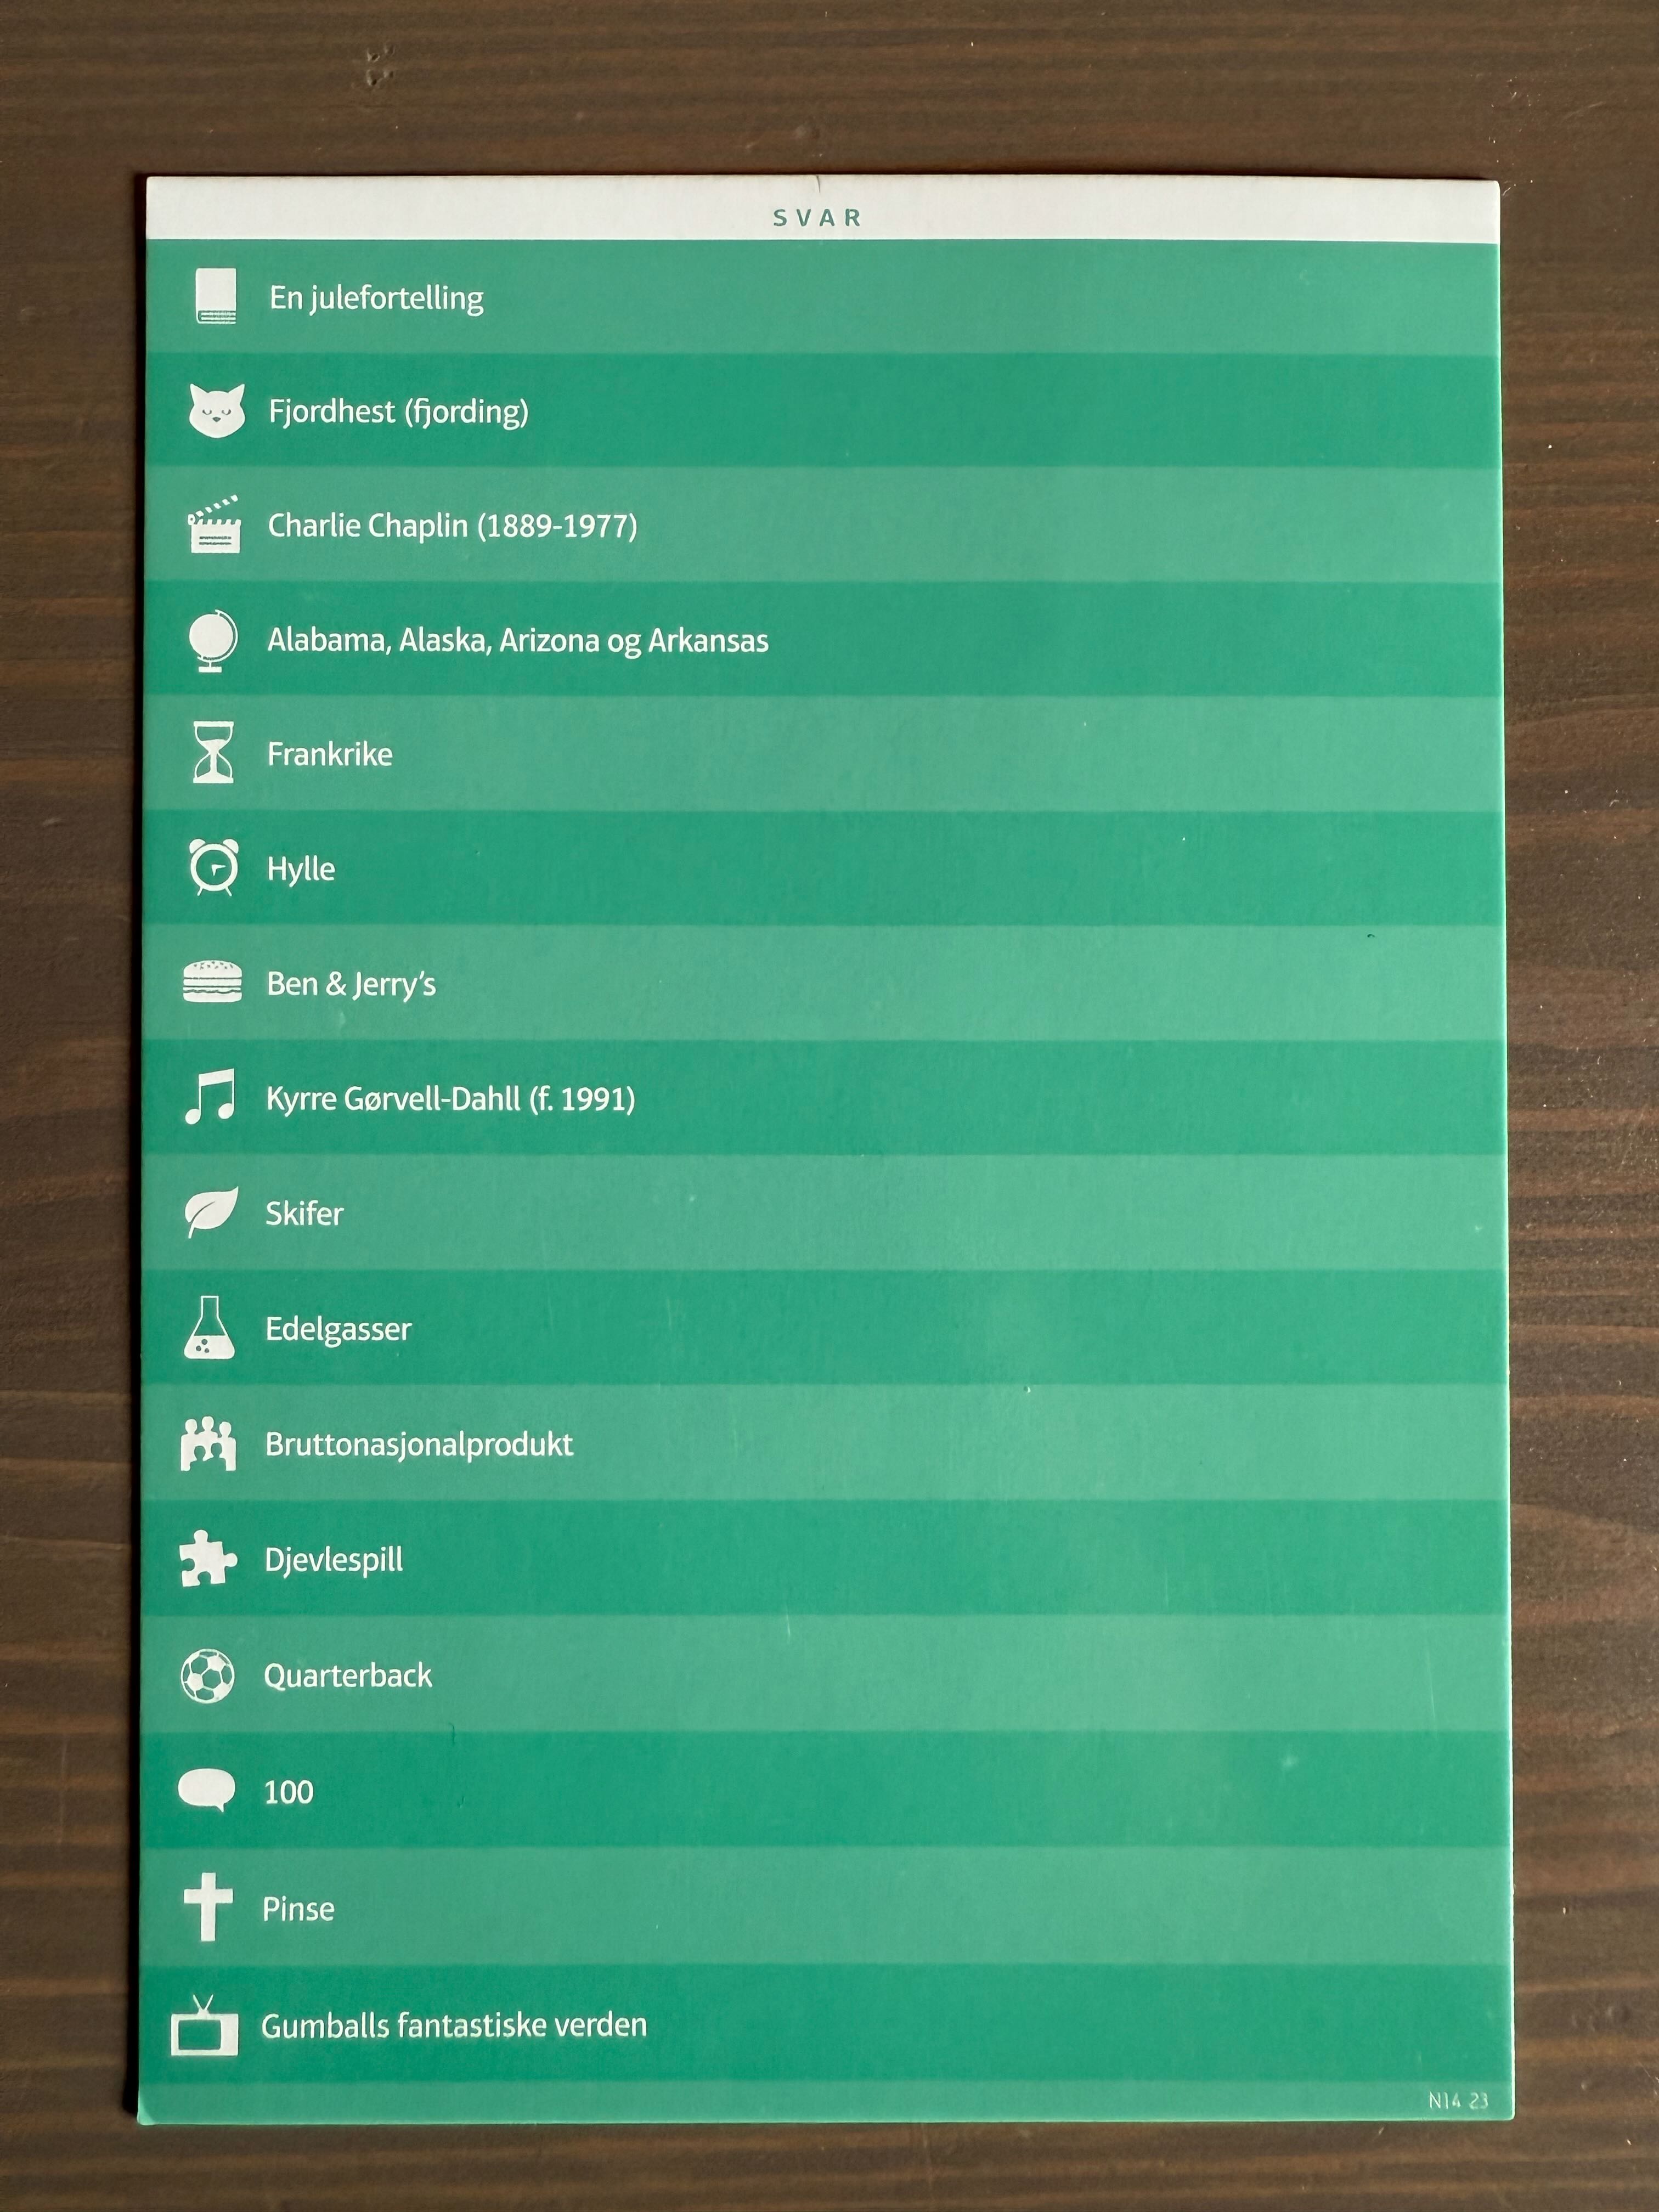 SVAR
En julefortelling
Fjordhest (fjording)
Charlie Chaplin (1889-1977)
Alabama, Alaska, Arizona og Arkansas
Frankrike
Hylle
Ben & Jerry’s
Kyrre Gørvell-Dahll (f. 1991)
Skifer
Edelgasser
Bruttonasjonalprodukt
Djevlespill
Quarterback
100
Pinse
Gumballs fantastiske verden
N14 23